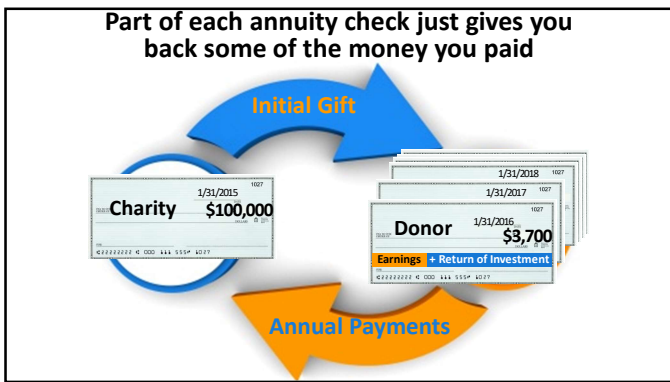 Part of each annuity check just gives you
back some of the money you paid
Initial Gift
1027
1/31/2015
Charity $100,000
1/31/2018 1027
1/31/2017 1027
1027
Donor 1/31/2016
$3,700
Earnings + Return of Investment
Annual Payments